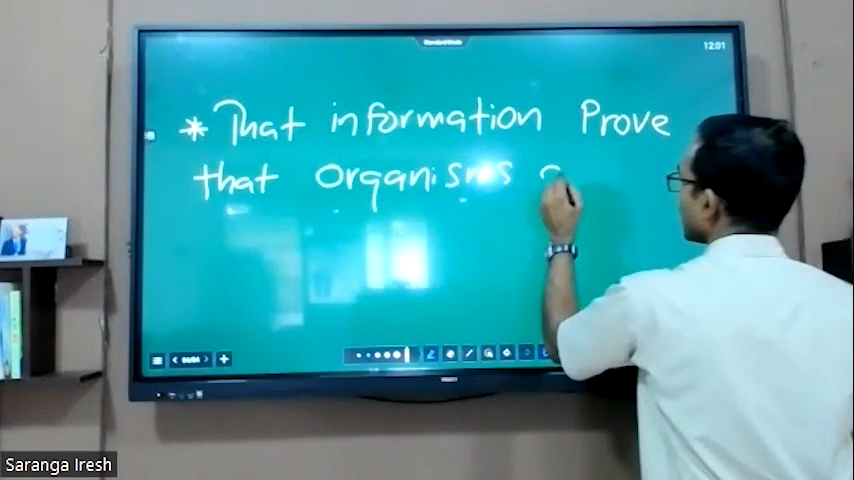 12:01
* That information Prove
that organisms
Saranga Iresh